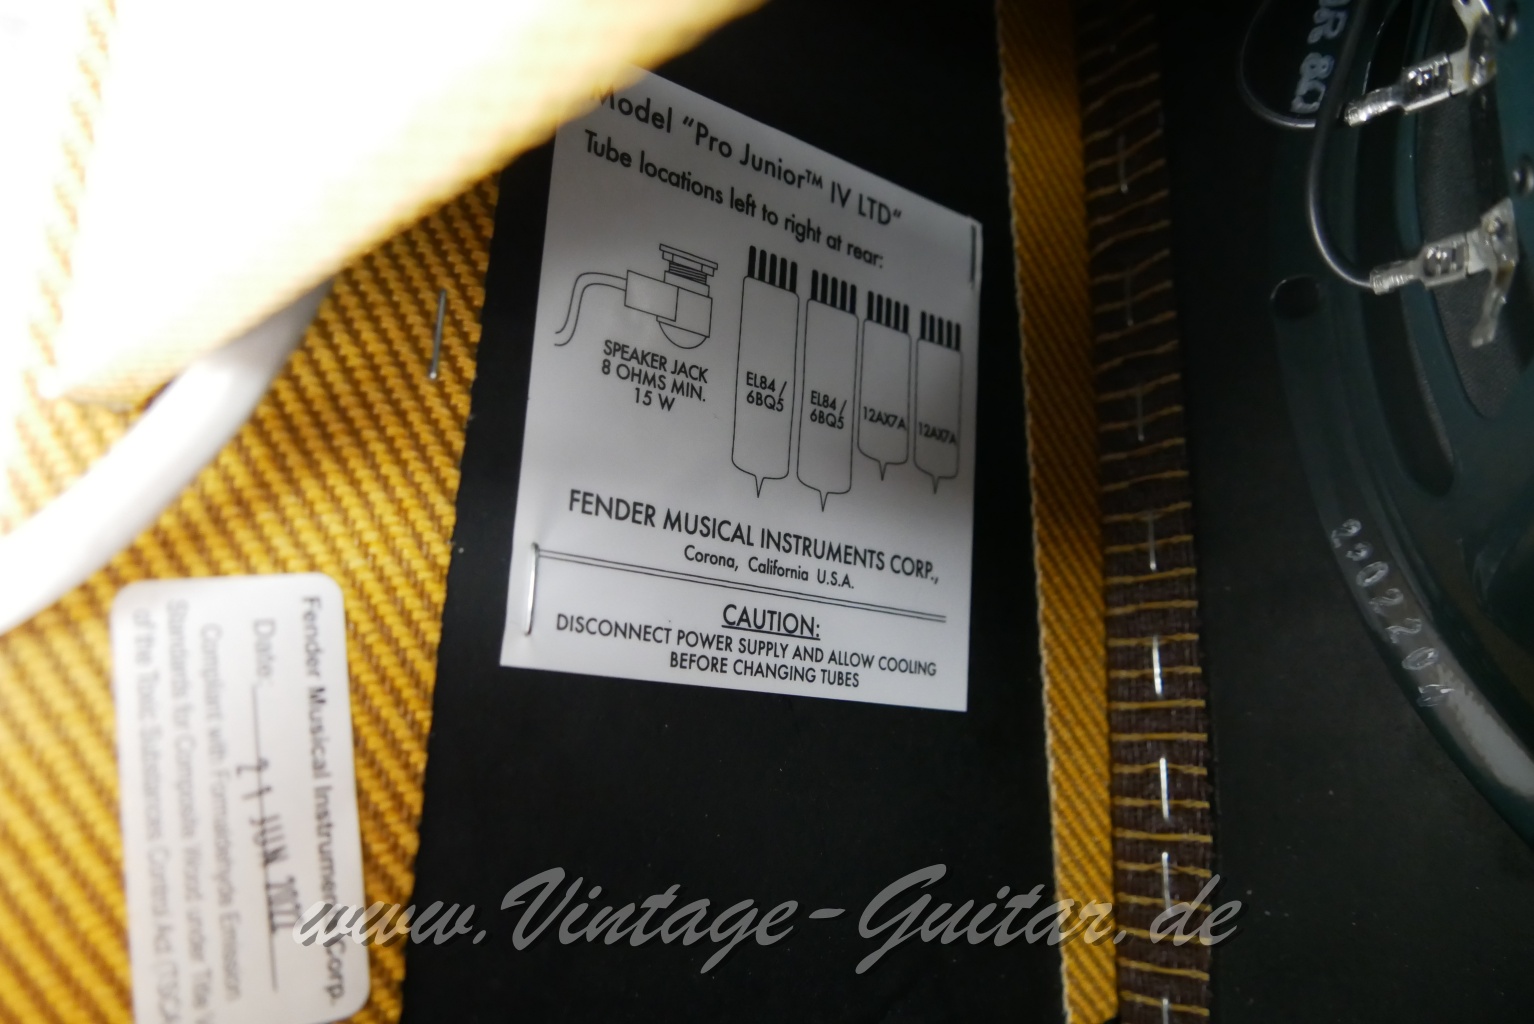 Model "Pro Junior™ IV LTD"
Tube locations left to right at rear:
SPEAKER JACK
8 OHMS MIN.
15 W
EL84 /
6BQ5
EL84 /
6BQ5
12AX7A
12AX7A
FENDER MUSICAL INSTRUMENTS CORP.,
Corona, California U.S.A.
CAUTION:
DISCONNECT POWER SUPPLY AND ALLOW COOLING
BEFORE CHANGING TUBES
Fender Musical Instruments Corp.
Date:
21 JUN 2022
Compliant with Formaldehyde Emission
Standards for Composite Wood under Title
of the Toxic Substances Control Act (TSCA
8Ω
2202204
www.Vintage-Guitar.de